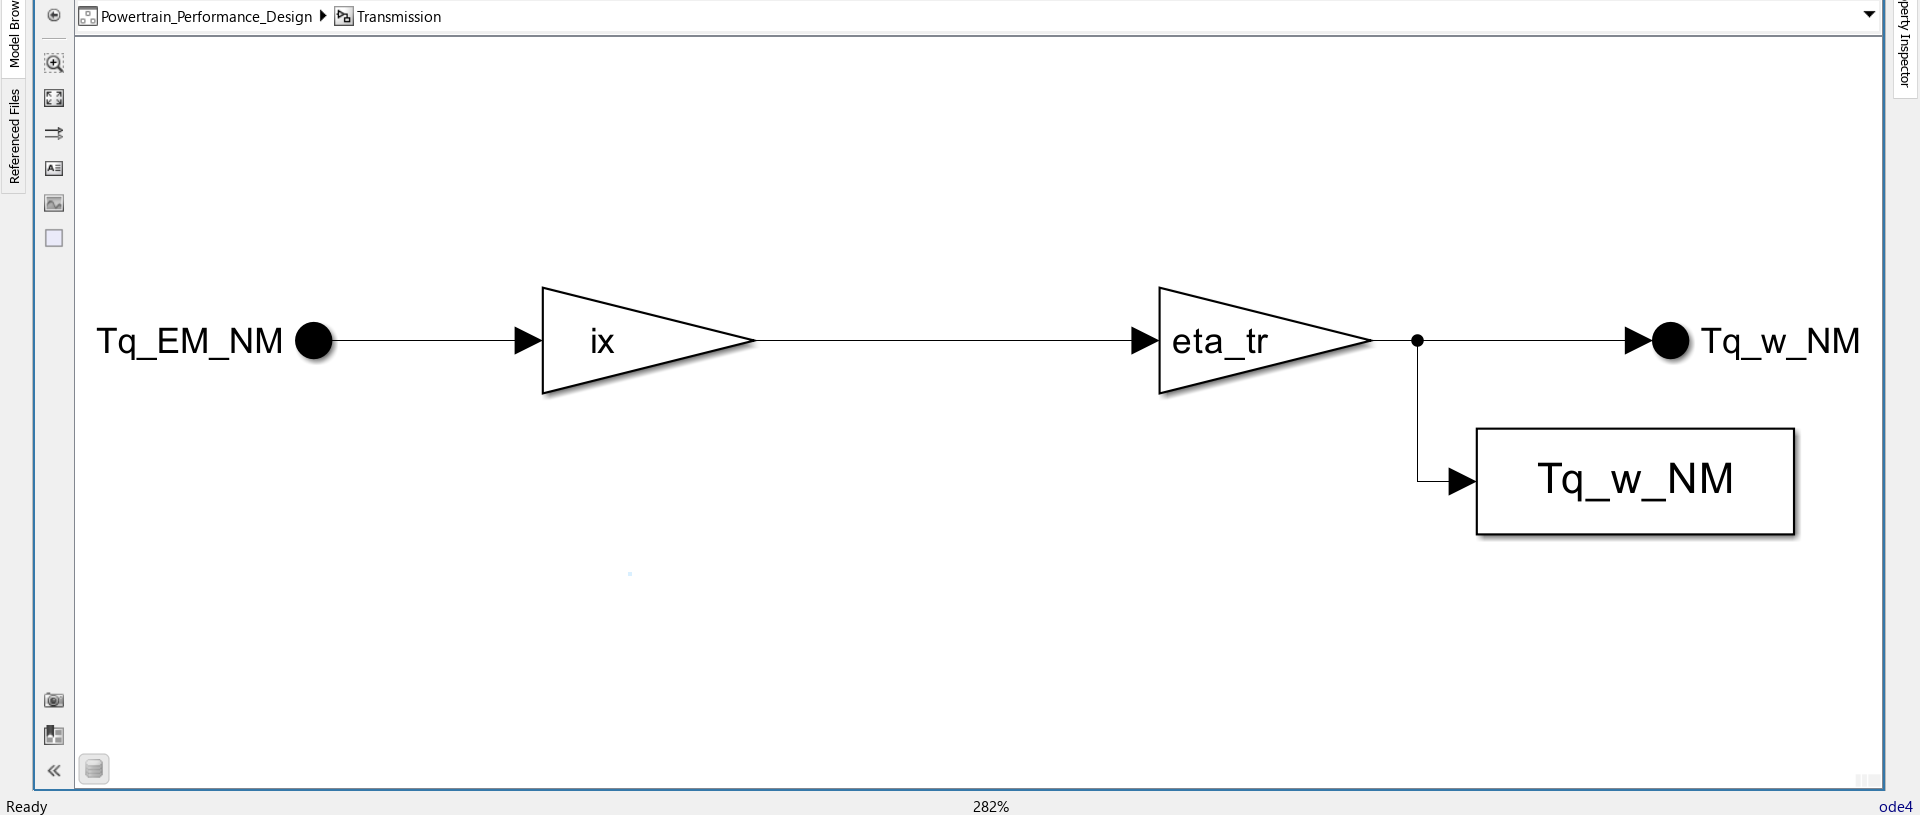 Powertrain_Performance_Design
Transmission
Model Brow
Referenced Files
perty Inspector
Tq_EM_NM
ix
eta_tr
Tq_w_NM
Tq_w_NM
Ready
282%
ode4